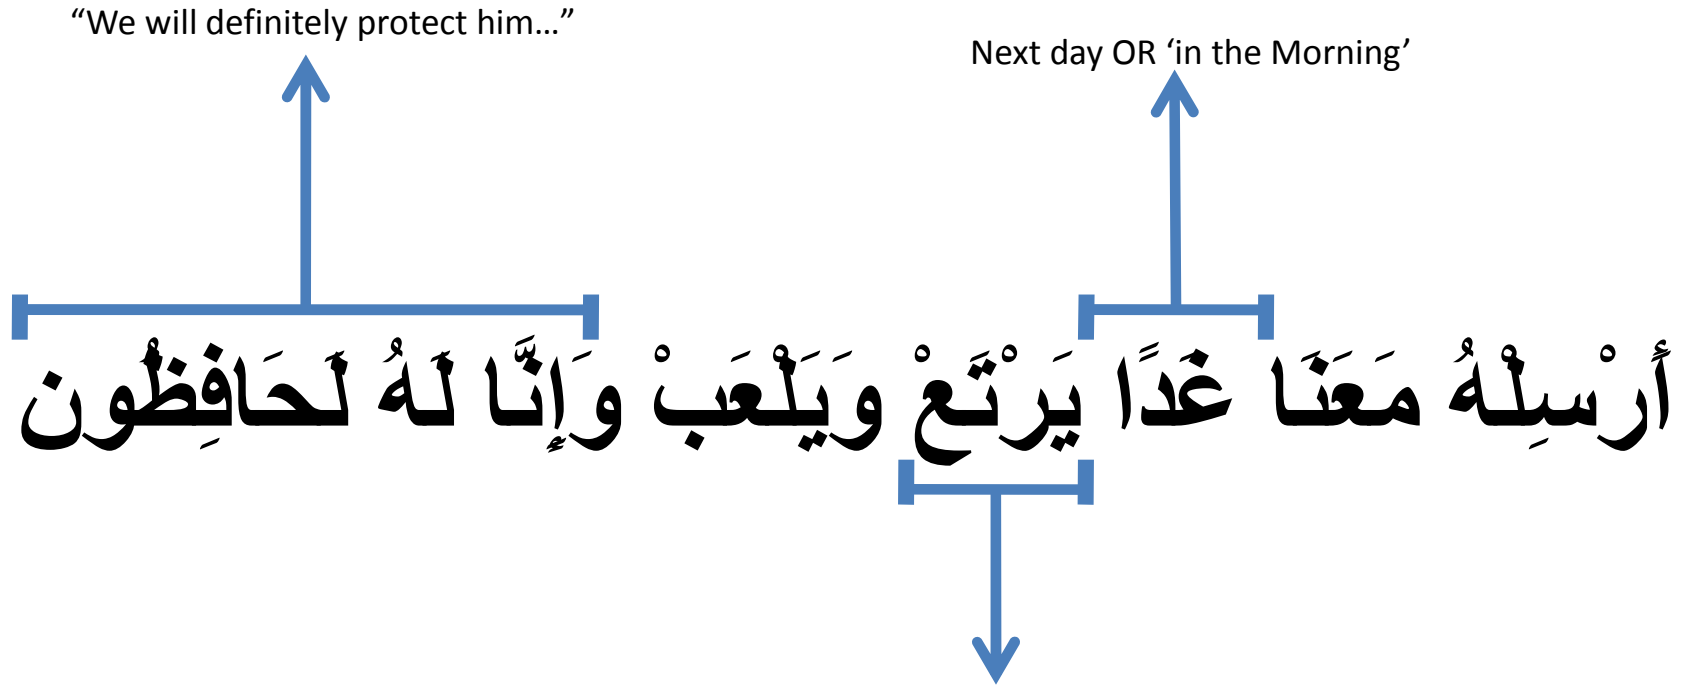 “We will definitely protect him…”
Next day OR ‘in the Morning’
أَرْسِلْهُ مَعَنَا غَدًا يَرْتَعْ وَيَلْعَبْ وَإِنَّا لَهُ لَحَافِظُون